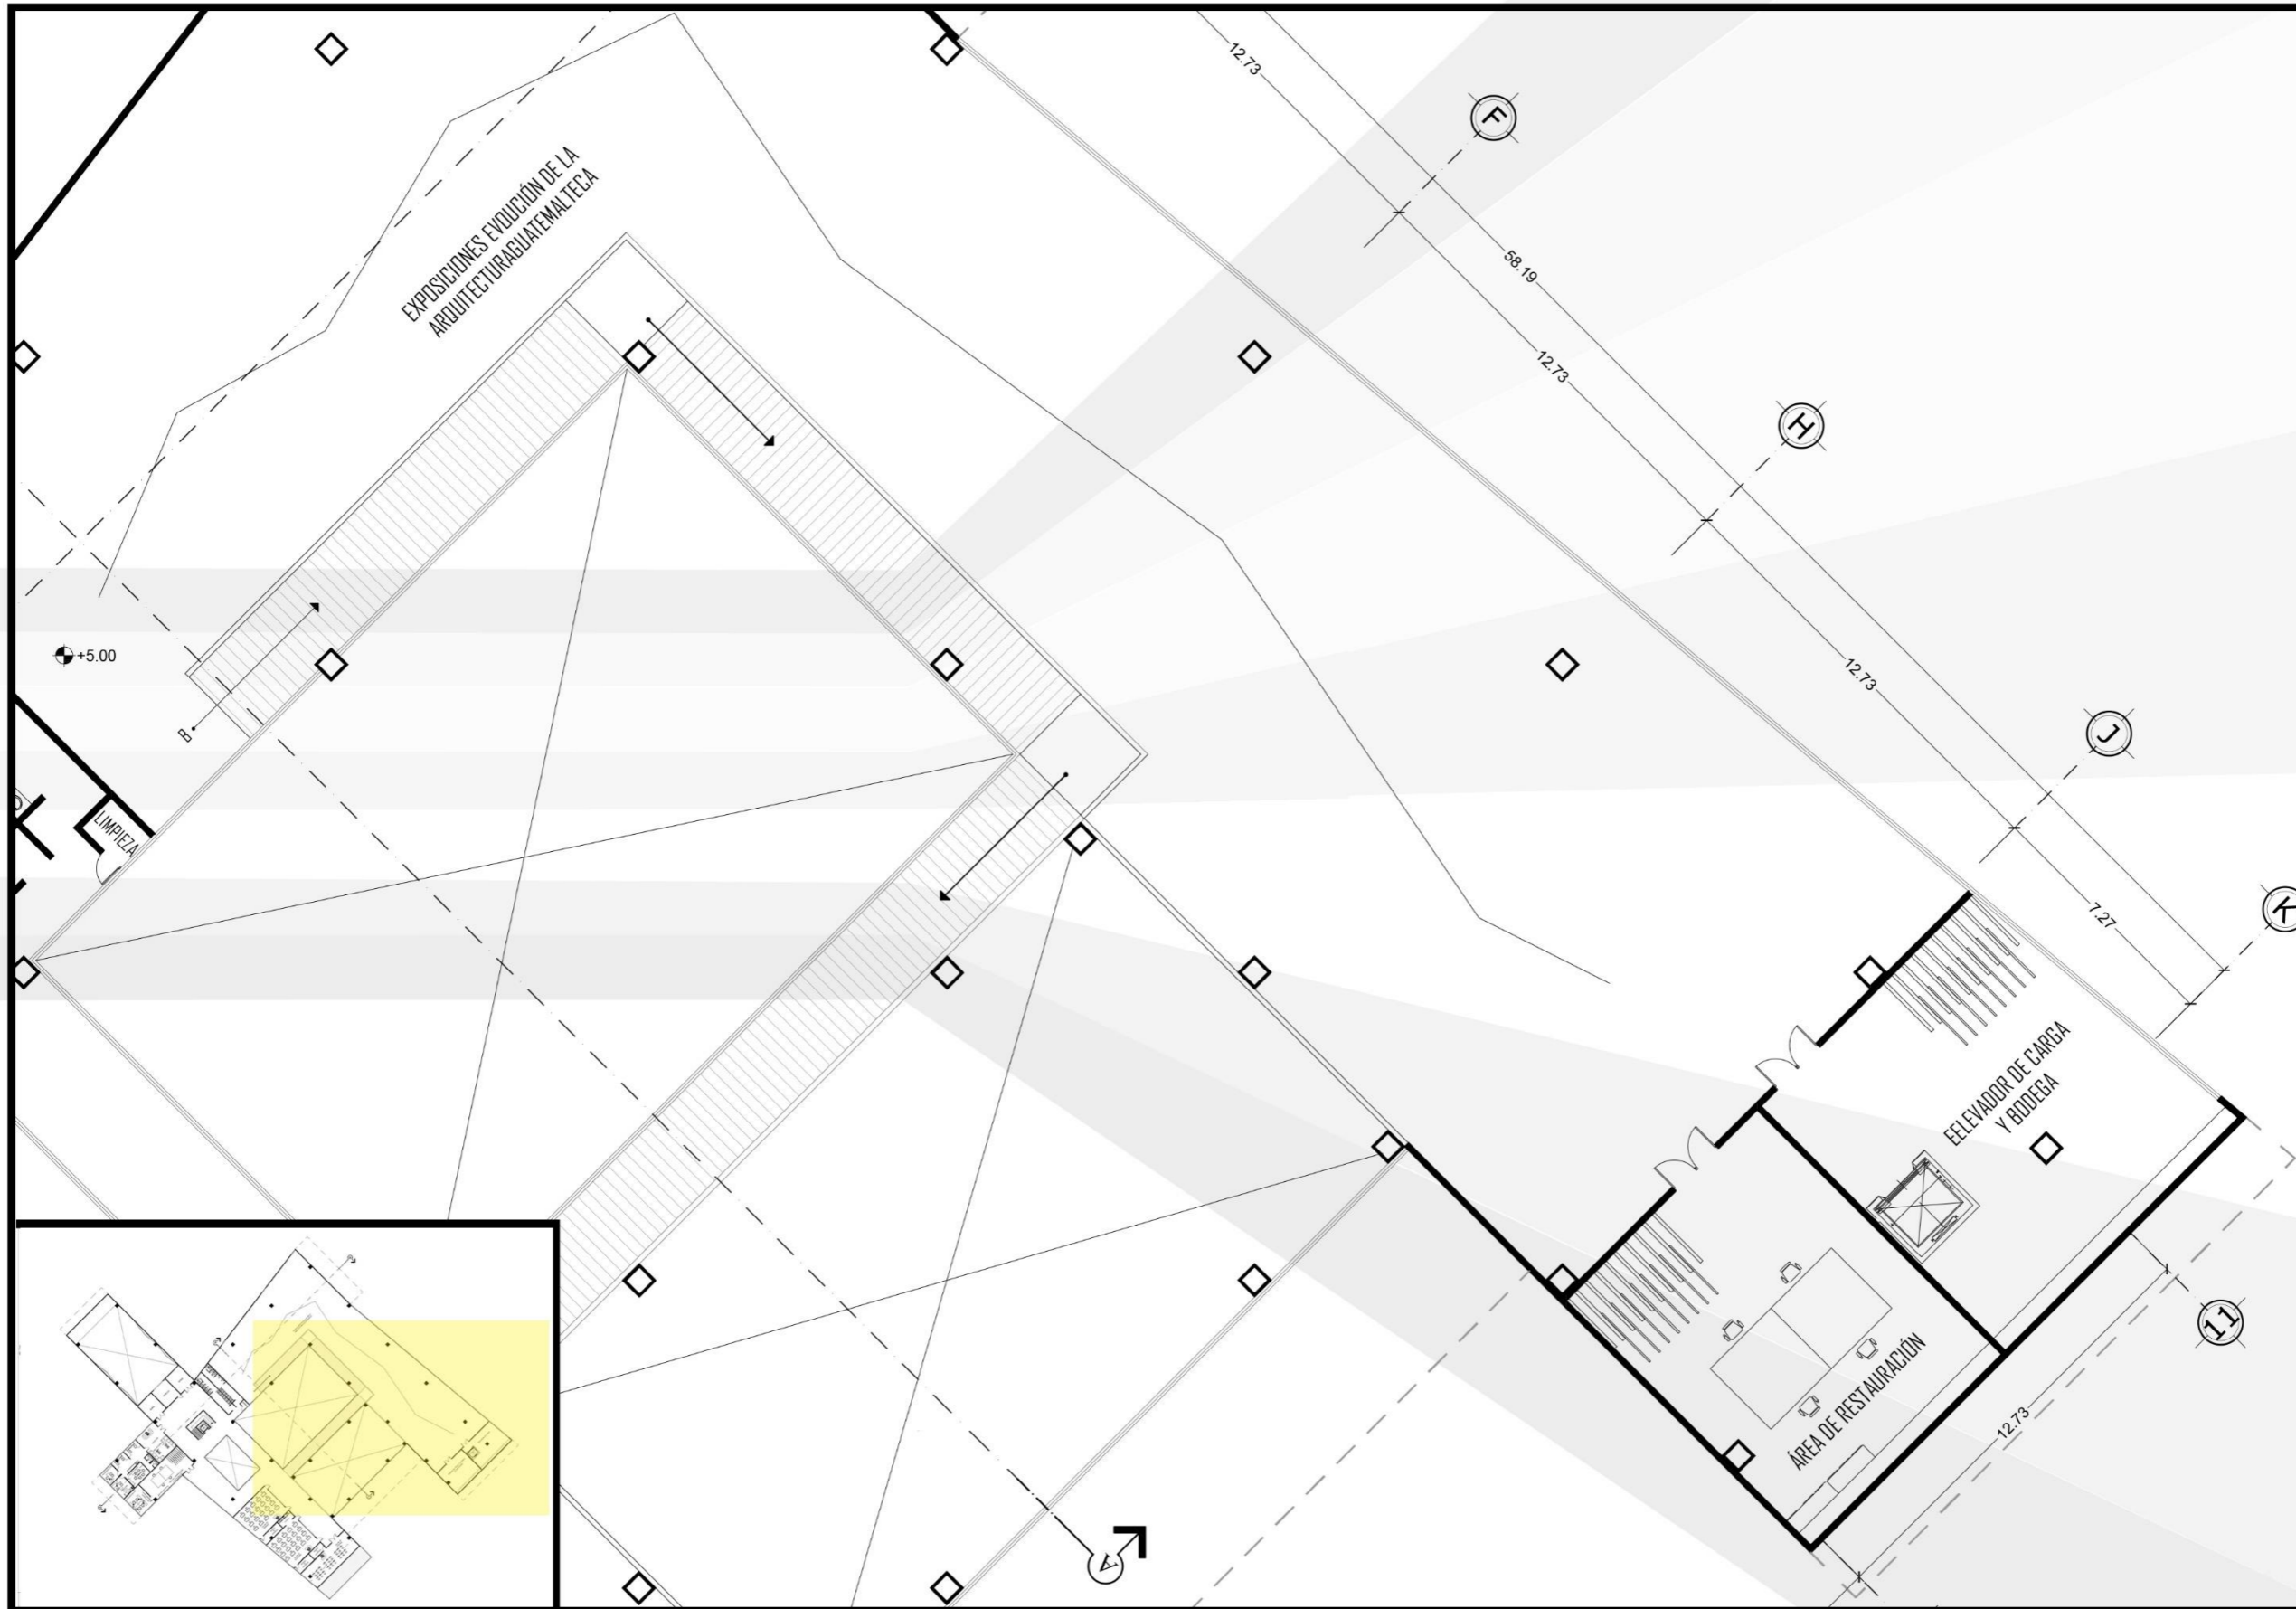 12.73
F
EXPOSICIONES EVOUCIÓN DE LA
ARQUITECTURAGUATEMALTECA
58.19
12.73
H
+5.00
B
12.73
J
LIMPIEZA
7.27
K
EELEVADOR DE CARGA
Y BODEGA
11
ÁREA DE RESTAURACIÓN
12.73
A